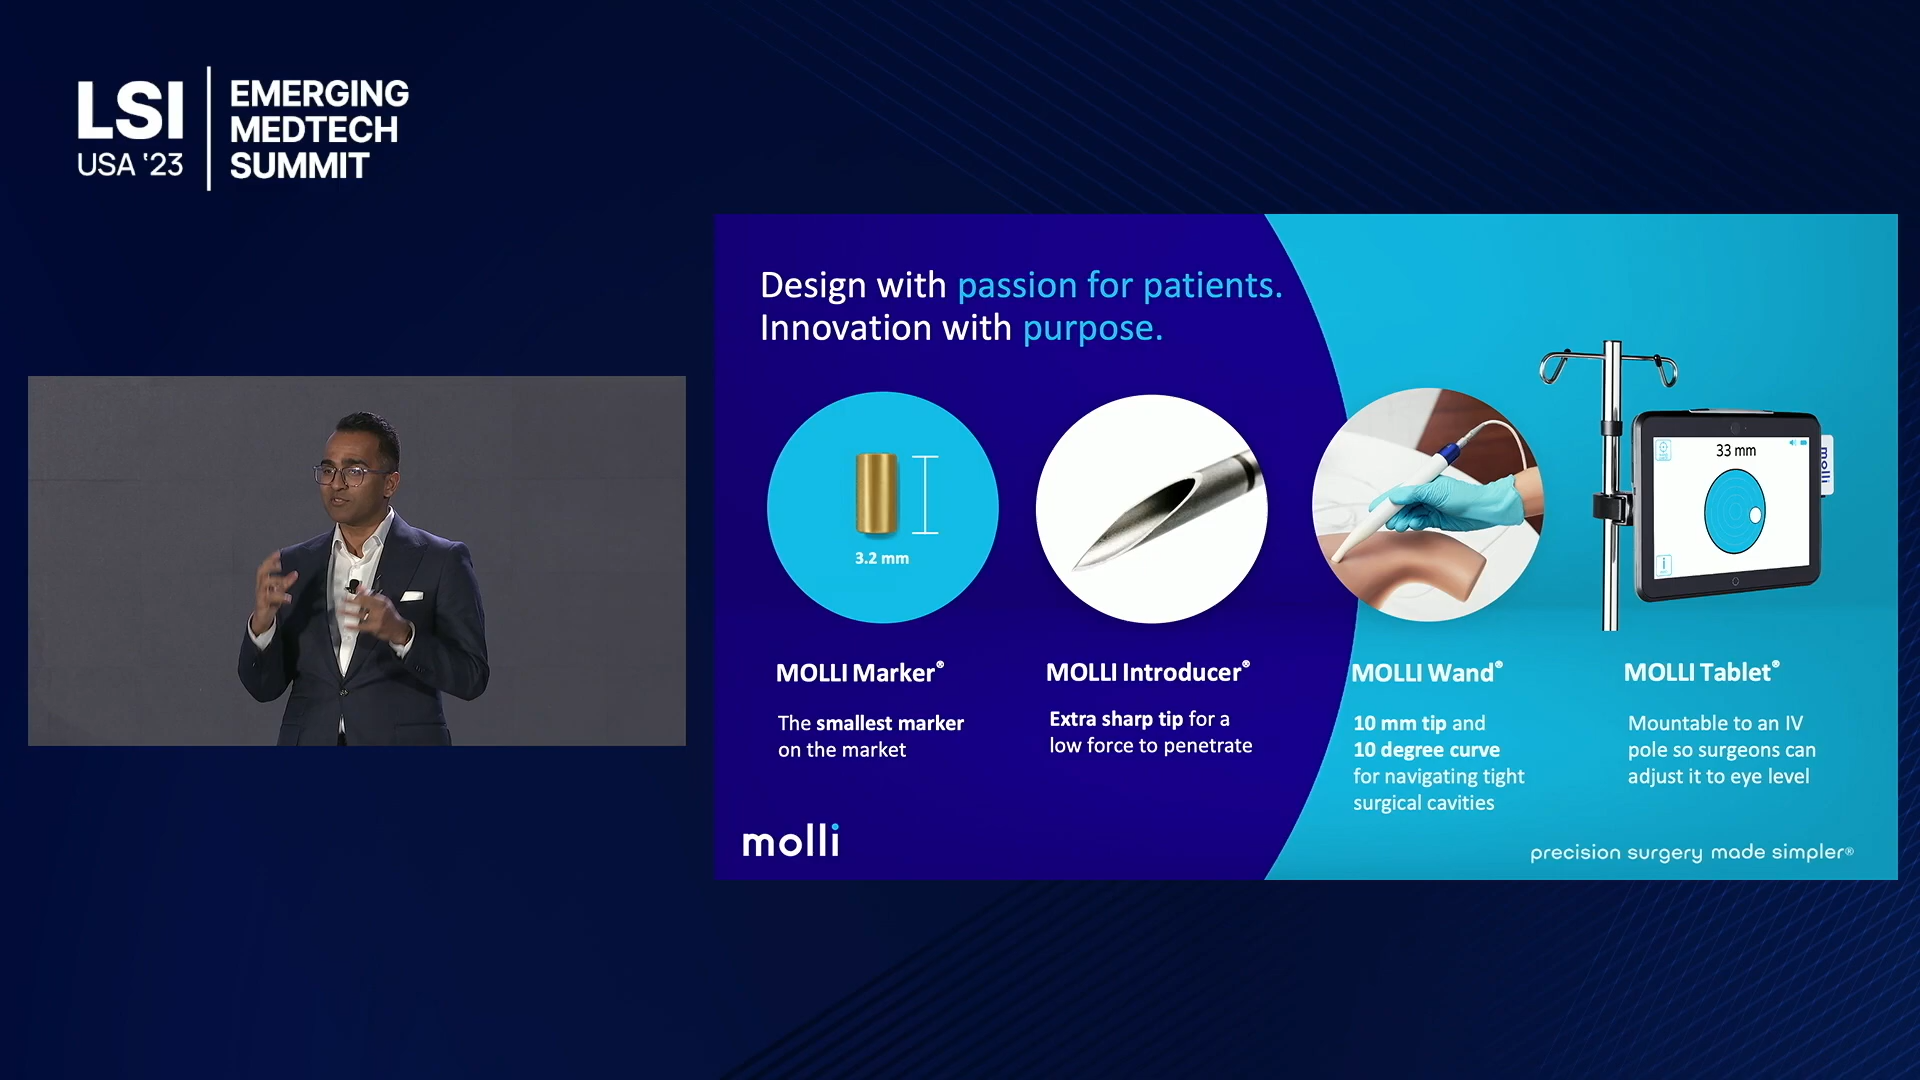 LSI
USA '23
EMERGING
MEDTECH
SUMMIT
Design with passion for patients.
Innovation with purpose.
3.2 mm
33 mm
molli
MOLLI Marker®
The smallest marker
on the market
MOLLI Introducer®
Extra sharp tip for a
low force to penetrate
MOLLI Wand®
10 mm tip and
10 degree curve
for navigating tight
surgical cavities
MOLLI Tablet®
Mountable to an IV
pole so surgeons can
adjust it to eye level
molli
precision surgery made simpler®